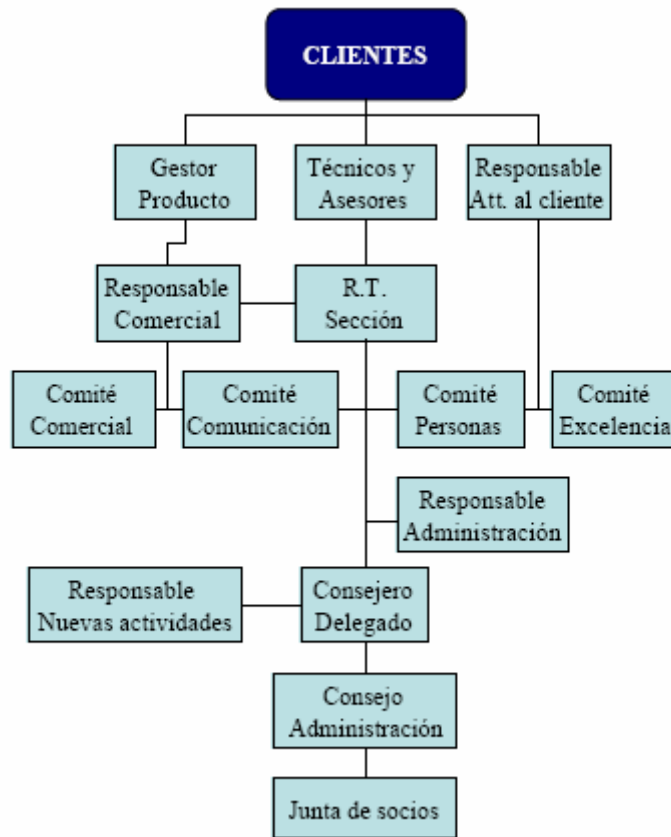 CLIENTES
Gestor
Producto
Técnicos y
Asesores
Responsable
Att. al cliente
Responsable
Comercial
R.T.
Sección
Comité
Comercial
Comité
Comunicación
Comité
Personas
Comité
Excelencia
Responsable
Administración
Responsable
Nuevas actividades
Consejero
Delegado
Consejo
Administración
Junta de socios